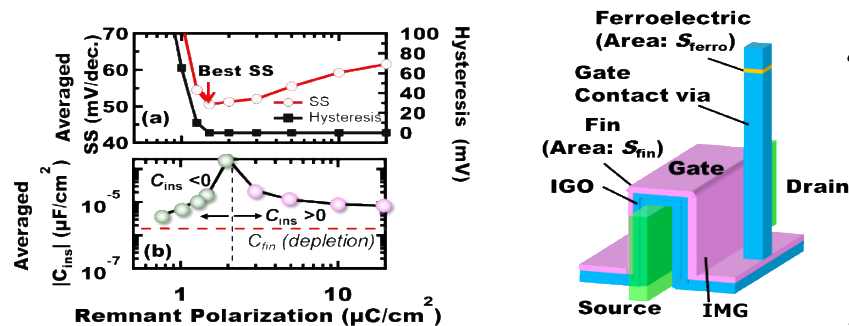 Averaged
SS (mV/dec.)
70
60
50
40
Best SS
SS
Hysteresis
(a)
100
80
60
40
20
0
Hysteresis (mV)
Averaged
|Cins| (μF/cm²)
10-5
10-5
10-7
Cins <0
Cins >0
Cfin (depletion)
(b)
1
10
Remnant Polarization (μC/cm²)
Ferroelectric
(Area: Sferro)
Gate
Contact via
Fin
(Area: Sfin)
Gate
IGO
Drain
Source
IMG